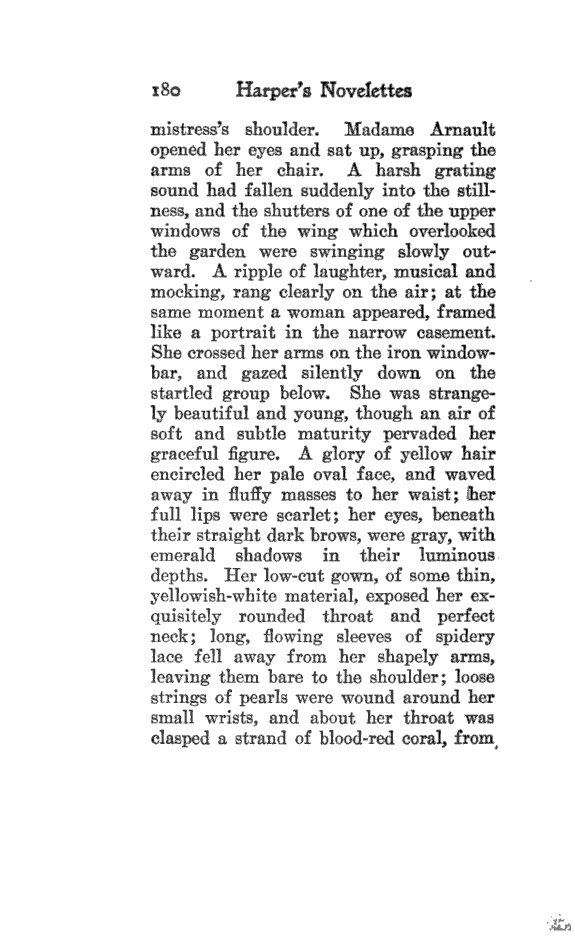 180 Harper's Novelettes
mistress's shoulder. Madame Arnault
opened her eyes and sat up, grasping the
arms of her chair. A harsh grating
sound had fallen suddenly into the still-
ness, and the shutters of one of the upper
windows of the wing which overlooked
the garden were swinging slowly out-
ward. A ripple of laughter, musical and
mocking, rang clearly on the air; at the
same moment a woman appeared, framed
like a portrait in the narrow casement.
She crossed her arms on the iron window-
bar, and gazed silently down on the
startled group below. She was strange-
ly beautiful and young, though an air of
soft and subtle maturity pervaded her
graceful figure. A glory of yellow hair
encircled her pale oval face, and waved
away in fluffy masses to her waist; her
full lips were scarlet; her eyes, beneath
their straight dark brows, were gray, with
emerald shadows in their luminous
depths. Her low-cut gown, of some thin,
yellowish-white material, exposed her ex-
quisitely rounded throat and perfect
neck; long, flowing sleeves of spidery
lace fell away from her shapely arms,
leaving them bare to the shoulder; loose
strings of pearls were wound around her
small wrists, and about her throat was
clasped a strand of blood-red coral, from